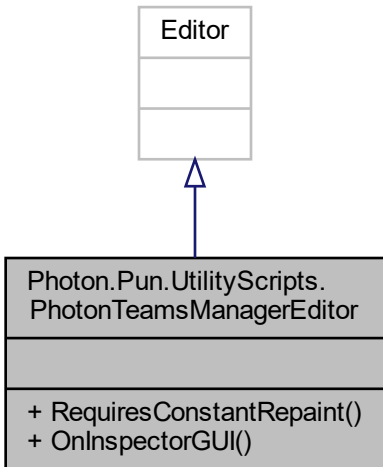 Editor
Photon.Pun.UtilityScripts.
PhotonTeamsManagerEditor
+ RequiresConstantRepaint()
+ OnInspectorGUI()